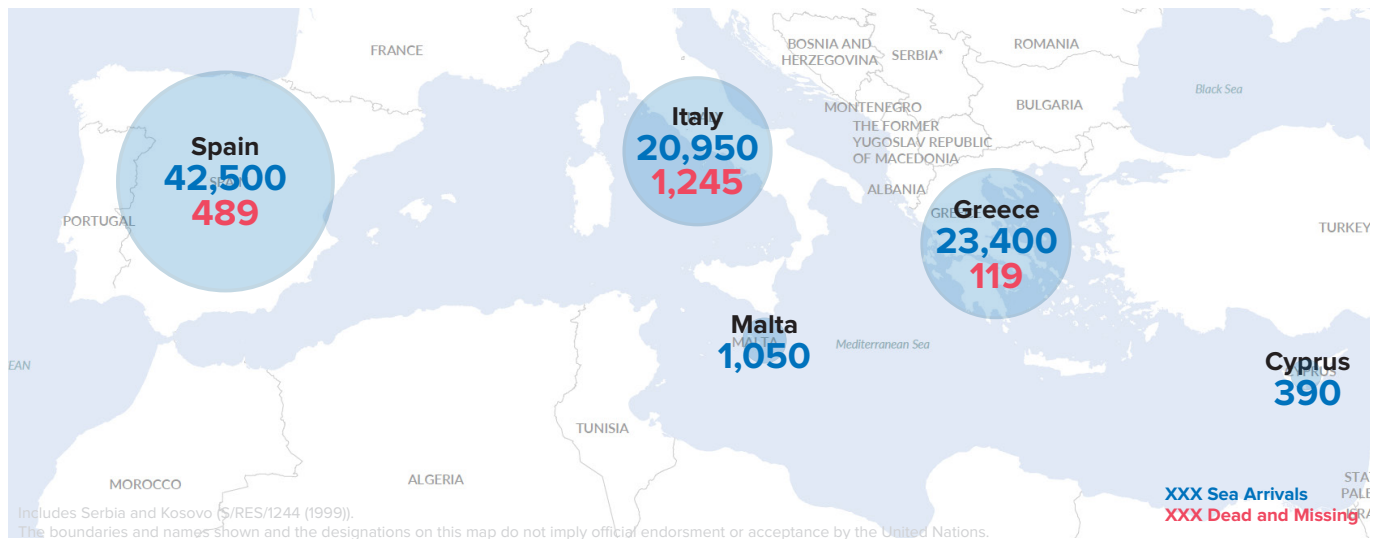 FRANCE
BOSNIA AND
HERZEGOVINA
SERBIA*
ROMANIA
Black Sea
Italy
20,950
1,245
MONTENEGRO
BULGARIA
THE FORMER
YUGOSLAV REPUBLIC
OF MACEDONIA
Spain
42,500
489
PORTUGAL
ALBANIA
Greece
23,400
119
TURKEY
Malta
MALTA
1,050
Mediterranean Sea
EAN
Cyprus
CYPRUS
390
TUNISIA
MOROCCO
ALGERIA
XXX Sea Arrivals
XXX Dead and Missing
Includes Serbia and Kosovo (S/RES/1244 (1999)).
The boundaries and names shown and the designations on this map do not imply official endorsment or acceptance by the United Nations.